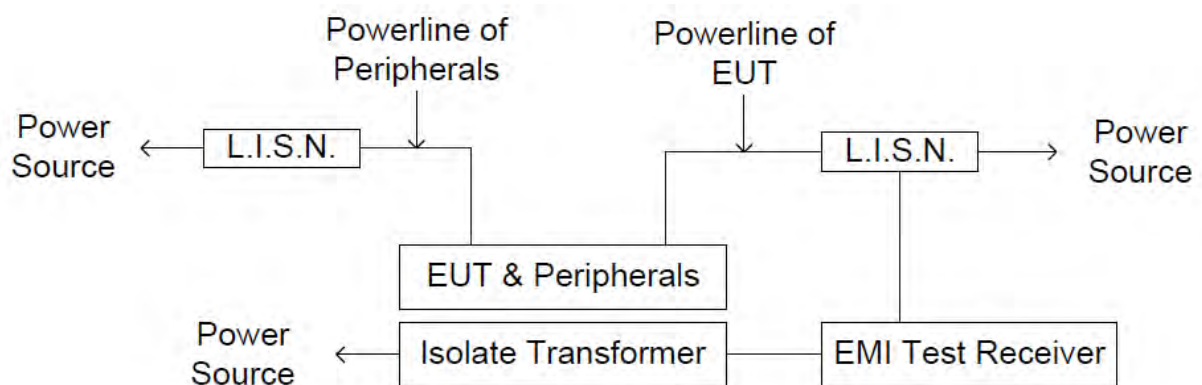 Powerline of
Peripherals
Powerline of
EUT
Power
Source
L.I.S.N.
L.I.S.N.
Power
Source
EUT & Peripherals
Power
Source
Isolate Transformer
EMI Test Receiver